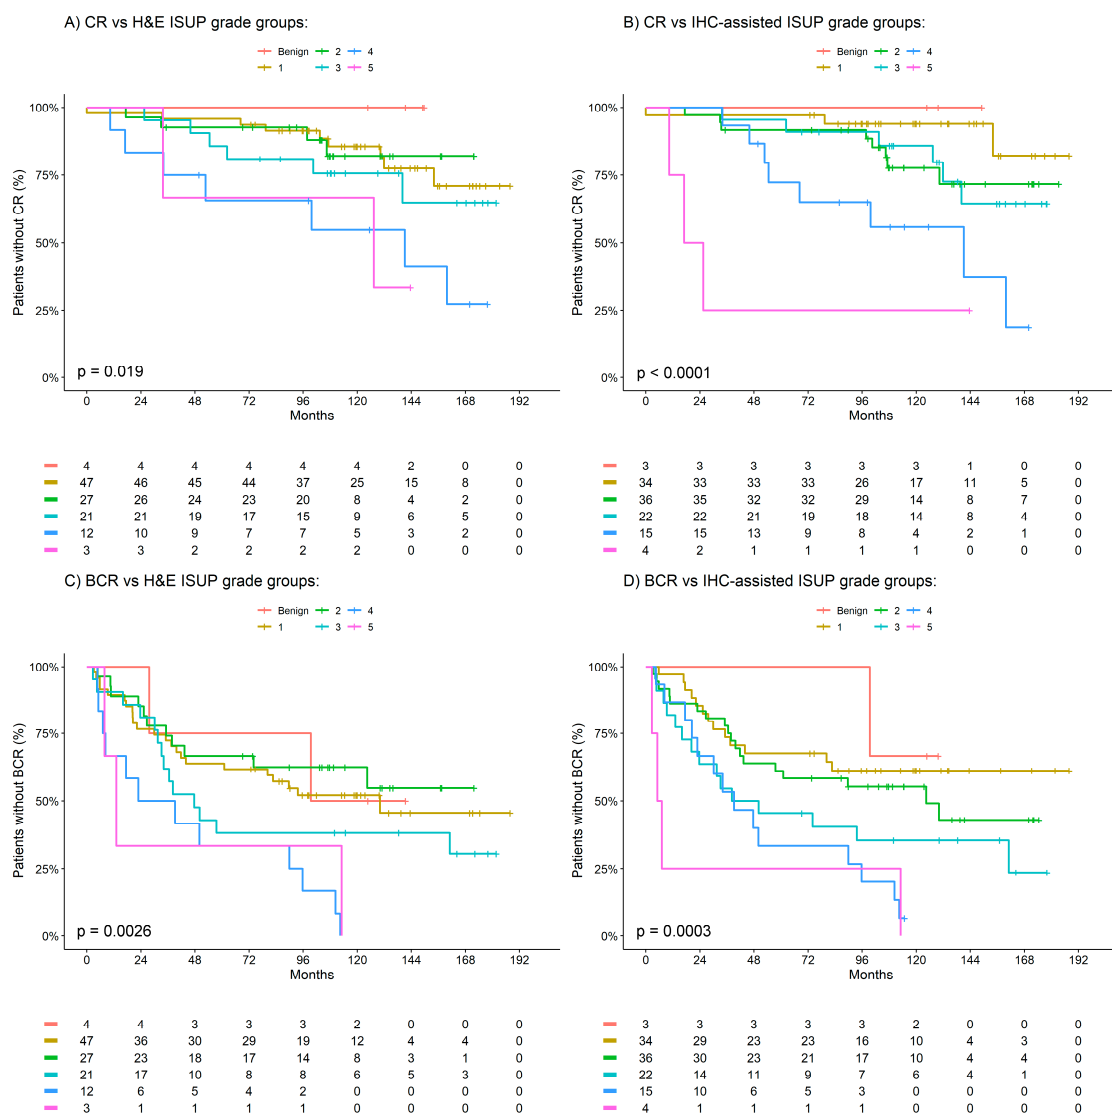 A) CR vs H&E ISUP grade groups:
Benign 2 4
1 3 5
Patients without CR (%)
100%
75%
50%
25%
0%
p = 0.019
0 24 48 72 96 120 144 168 192
Months
4 4 4 4 4 4 2 0 0
47 46 45 44 37 25 15 8 0
27 26 24 23 20 8 4 2 0
21 21 19 17 15 9 6 5 0
12 10 9 7 7 5 3 2 0
3 3 2 2 2 2 0 0 0
B) CR vs IHC-assisted ISUP grade groups:
Benign 2 4
1 3 5
Patients without CR (%)
100%
75%
50%
25%
0%
p < 0.0001
0 24 48 72 96 120 144 168 192
Months
3 3 3 3 3 3 1 0 0
34 33 33 33 26 17 11 5 0
36 35 32 32 29 14 8 7 0
22 22 21 19 18 14 8 4 0
15 15 13 9 8 4 2 1 0
4 2 1 1 1 1 0 0 0
C) BCR vs H&E ISUP grade groups:
Benign 2 4
1 3 5
Patients without BCR (%)
100%
75%
50%
25%
0%
p = 0.0026
0 24 48 72 96 120 144 168 192
Months
4 4 3 3 3 2 0 0 0
47 36 30 29 19 12 4 4 0
27 23 18 17 14 8 3 1 0
21 17 10 8 8 6 5 3 0
12 6 5 4 2 0 0 0 0
3 1 1 1 1 0 0 0 0
D) BCR vs IHC-assisted ISUP grade groups:
Benign 2 4
1 3 5
Patients without BCR (%)
100%
75%
50%
25%
0%
p = 0.0003
0 24 48 72 96 120 144 168 192
Months
3 3 3 3 3 2 0 0 0
34 29 23 23 16 10 4 3 0
36 30 23 21 17 10 4 4 0
22 14 11 9 7 6 4 1 0
15 10 6 5 3 0 0 0 0
4 1 1 1 1 0 0 0 0